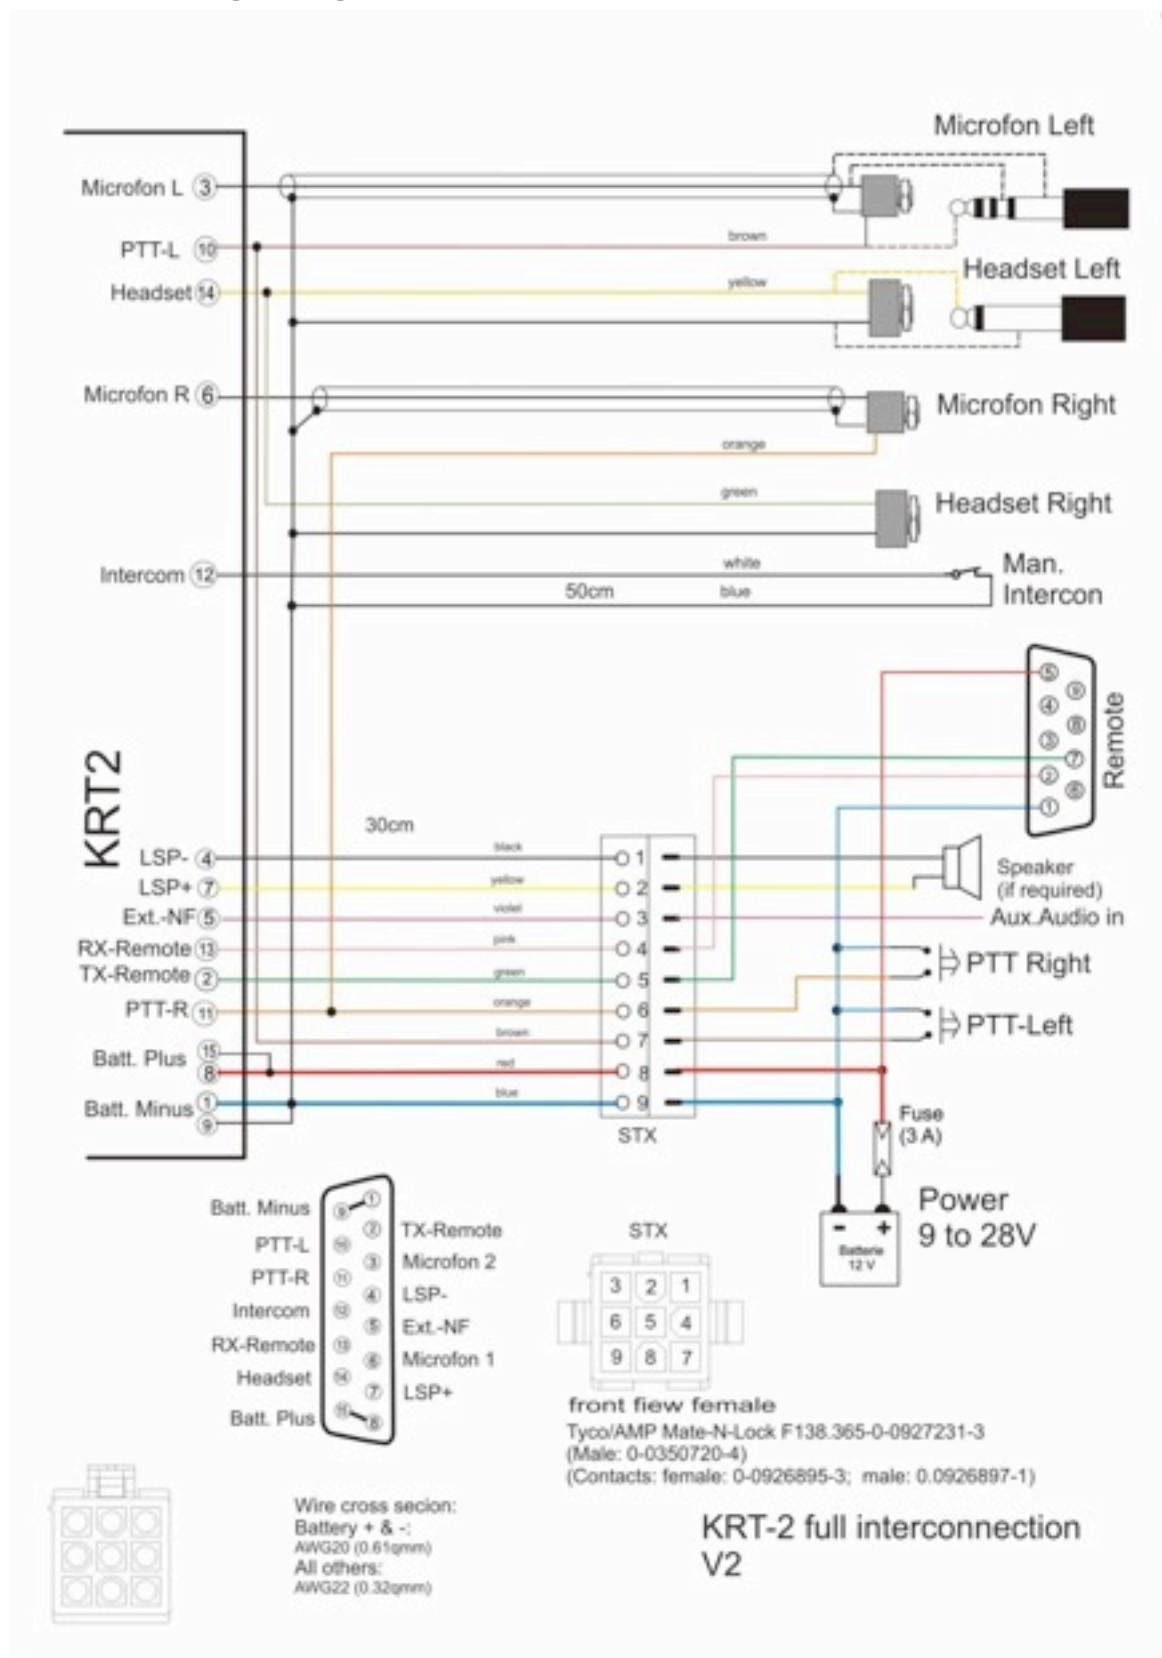 Microfon Left
Microfon L 3
brown
PTT-L 10
Headset Left
yellow
Headset 14
Microfon R 6
Microfon Right
orange
green
Headset Right
Intercom 12
white
Man.
Intercon
50cm
blue
5
9
4
8
3
7
2
6
1
Remote
KRT2
30cm
LSP- 4
black
1
Speaker
(if required)
LSP+ 7
yellow
2
Ext.-NF 5
violet
3
Aux.Audio in
RX-Remote 13
pink
4
PTT Right
TX-Remote 2
green
5
PTT-R 11
orange
6
PTT-Left
brown
7
Batt. Plus 15
8
red
8
Batt. Minus 1
9
blue
9
STX
Fuse
(3 A)
Power
9 to 28V
- +
Batterie
12 V
Batt. Minus 9 1
2 TX-Remote
PTT-L 10
3 Microfon 2
PTT-R 11
4 LSP-
Intercom 12
5 Ext.-NF
RX-Remote 13
6 Microfon 1
Headset 14
7 LSP+
Batt. Plus 15 8
STX
3 2 1
6 5 4
9 8 7
front fiew female
Tyco/AMP Mate-N-Lock F138.365-0-0927231-3
(Male: 0-0350720-4)
(Contacts: female: 0-0926895-3; male: 0.0926897-1)
Wire cross secion:
Battery + & -:
AWG20 (0.61qmm)
All others:
AWG22 (0.32qmm)
KRT-2 full interconnection
V2